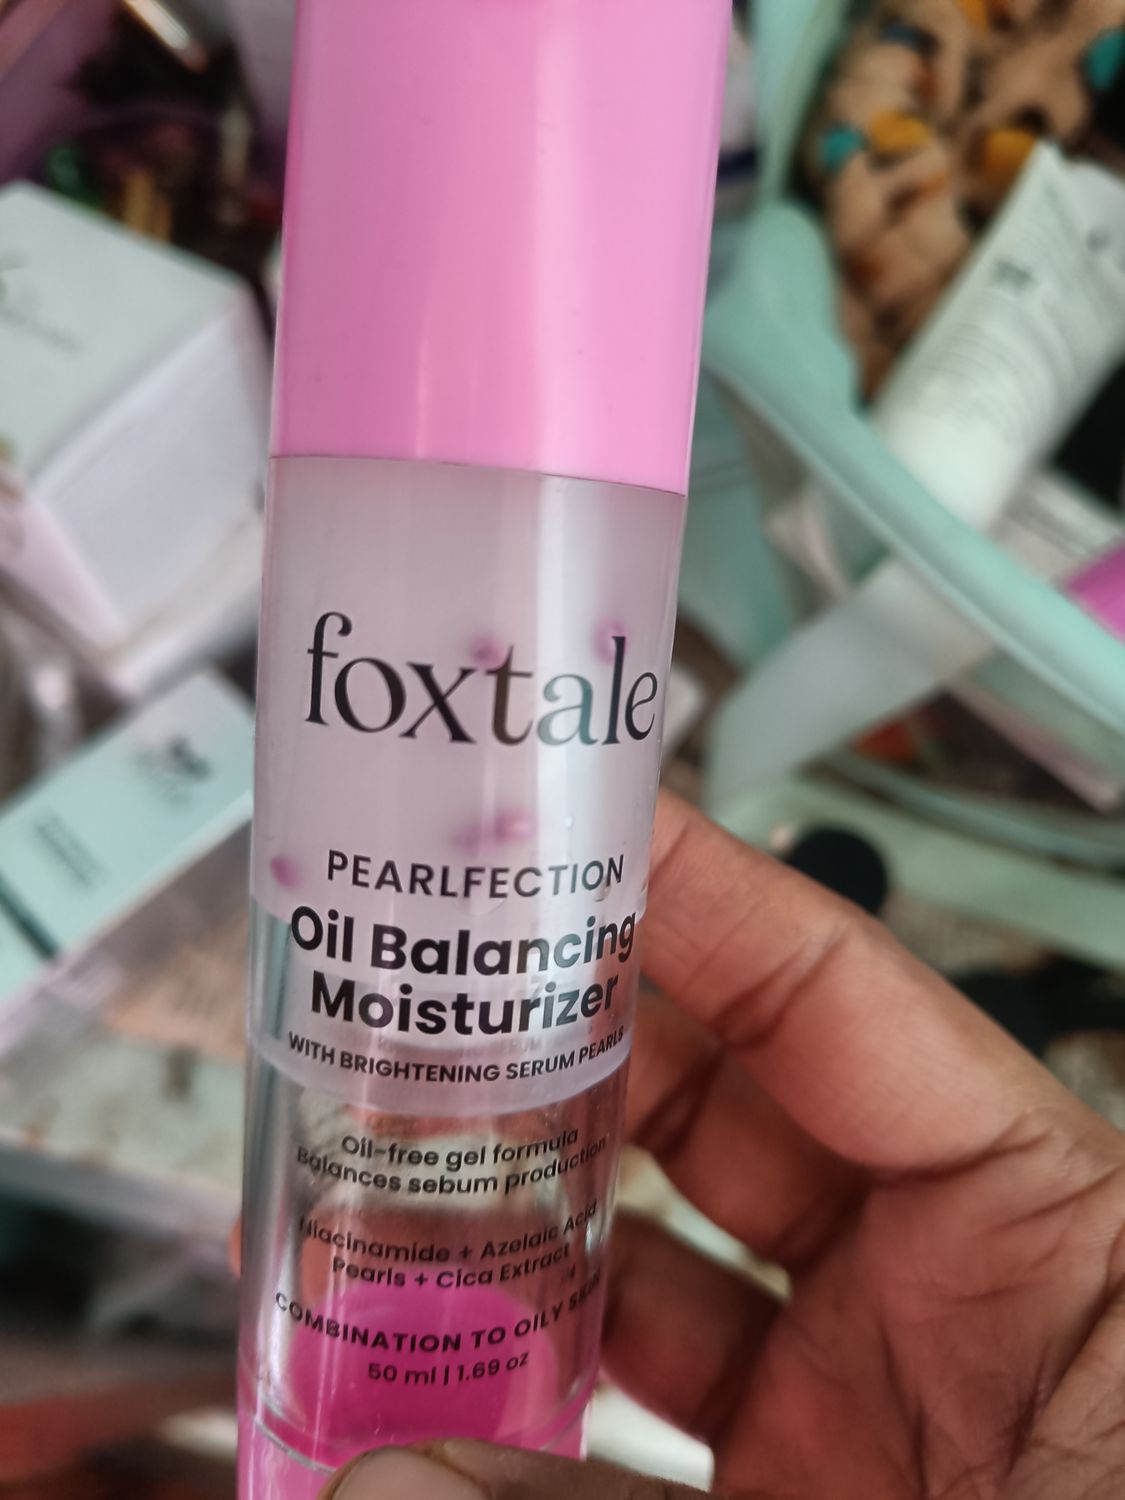 foxtale
PEARLFECTION
Oil Balancing
Moisturizer
WITH BRIGHTENING SERUM PEARLS
Oil-free gel formula
Balances sebum production
Niacinamide + Azelaic Acid
Pearls + Cica Extract
COMBINATION TO OILY SKIN
50 ml | 1.69 oz